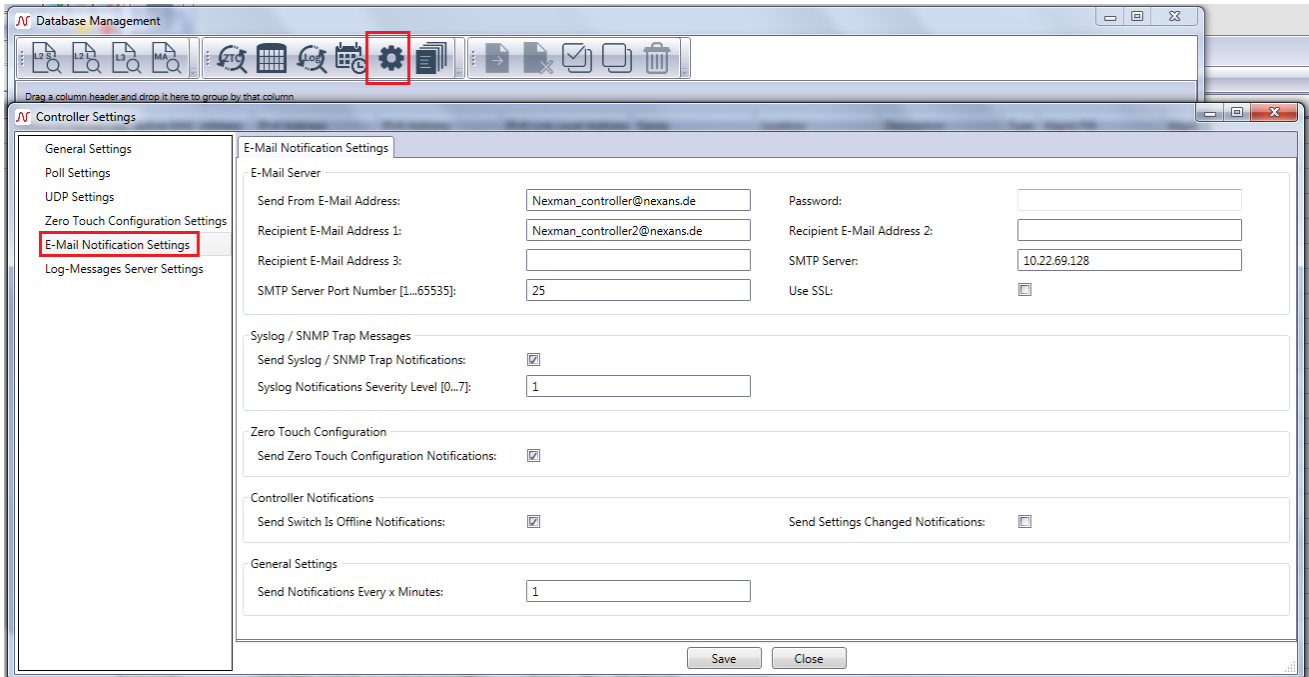 Database Management
L2 S L2 L L3 MA ZTC Log
Drag a column header and drop it here to group by that column
Controller Settings
General Settings
Poll Settings
UDP Settings
Zero Touch Configuration Settings
E-Mail Notification Settings
Log-Messages Server Settings
E-Mail Notification Settings
E-Mail Server
Send From E-Mail Address: Nexman_controller@nexans.de Password:
Recipient E-Mail Address 1: Nexman_controller2@nexans.de Recipient E-Mail Address 2:
Recipient E-Mail Address 3: SMTP Server: 10.22.69.128
SMTP Server Port Number [1...65535]: 25 Use SSL:
Syslog / SNMP Trap Messages
Send Syslog / SNMP Trap Notifications:
Syslog Notifications Severity Level [0...7]: 1
Zero Touch Configuration
Send Zero Touch Configuration Notifications:
Controller Notifications
Send Switch Is Offline Notifications: Send Settings Changed Notifications:
General Settings
Send Notifications Every x Minutes: 1
Save Close